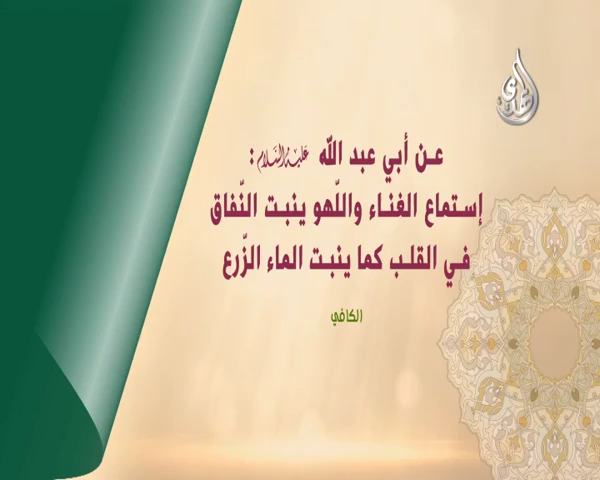 عن أبي عبد الله عليه السلام :
إستماع الغناء واللّهو ينبت النّفاق
في القلب كما ينبت الماء الزّرع
الكافي